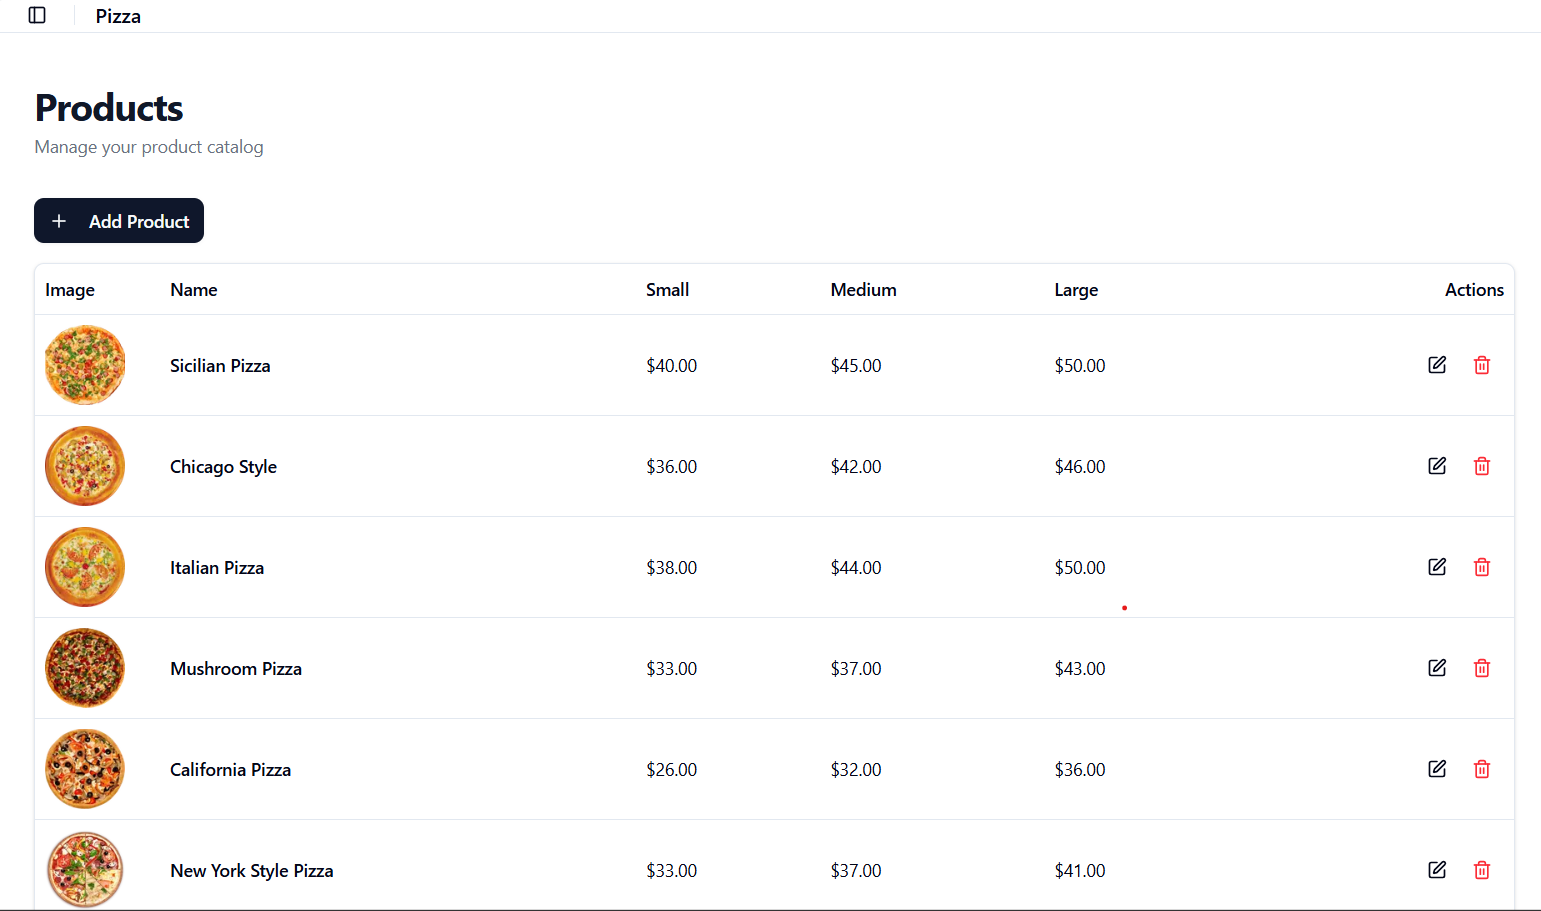 Pizza
Products
Manage your product catalog
Add Product
Image Name Small Medium Large Actions
Sicilian Pizza $40.00 $45.00 $50.00
Chicago Style $36.00 $42.00 $46.00
Italian Pizza $38.00 $44.00 $50.00
Mushroom Pizza $33.00 $37.00 $43.00
California Pizza $26.00 $32.00 $36.00
New York Style Pizza $33.00 $37.00 $41.00